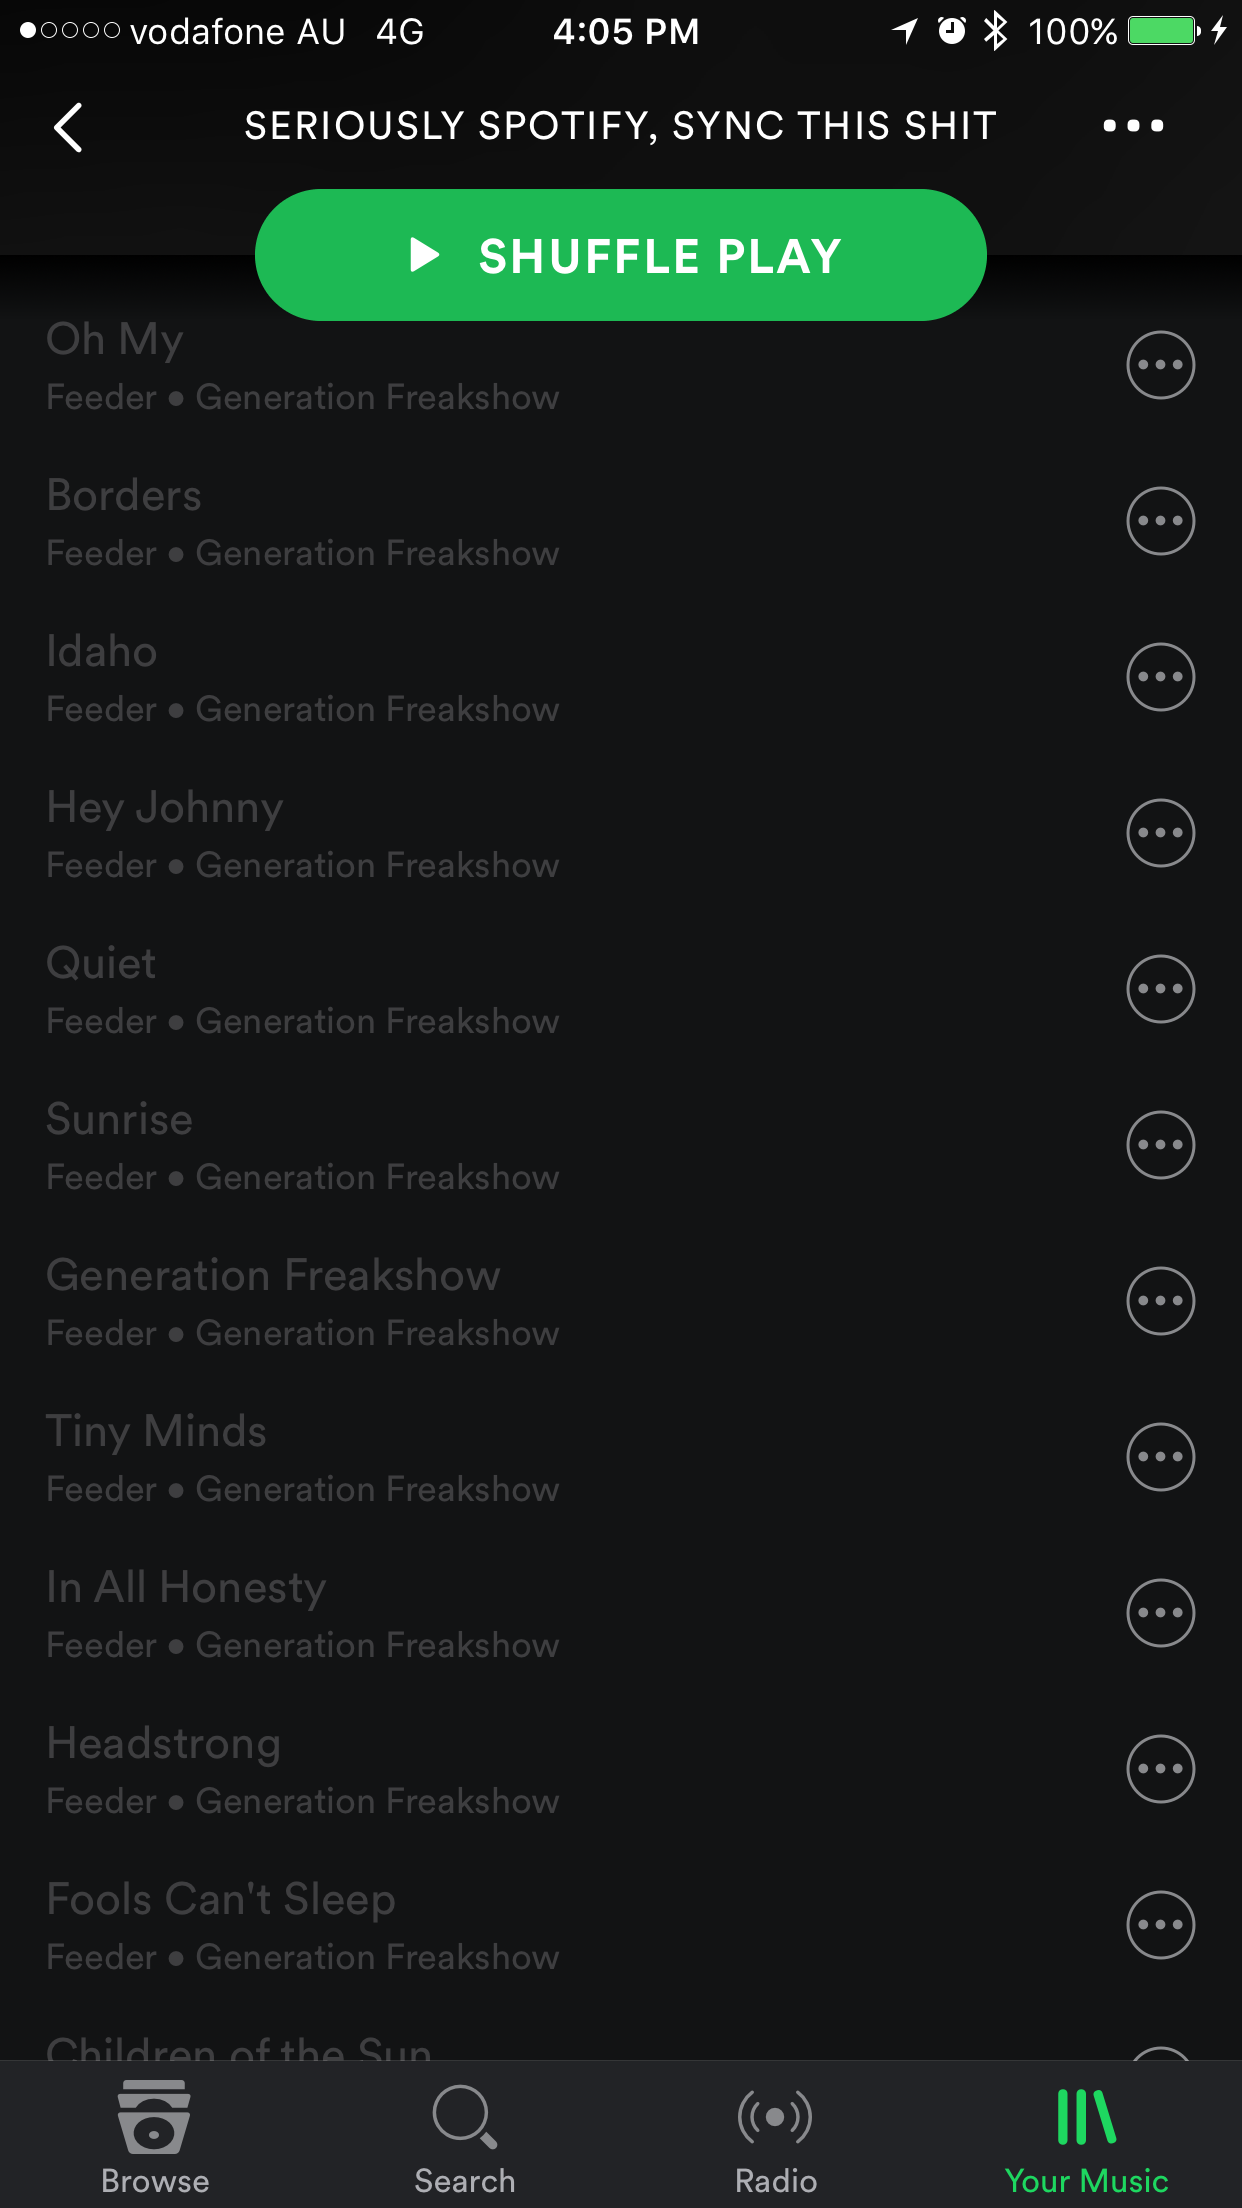 vodafone AU 4G 4:05 PM 100%
SERIOUSLY SPOTIFY, SYNC THIS SHIT
SHUFFLE PLAY
Oh My
Feeder • Generation Freakshow
Borders
Feeder • Generation Freakshow
Idaho
Feeder • Generation Freakshow
Hey Johnny
Feeder • Generation Freakshow
Quiet
Feeder • Generation Freakshow
Sunrise
Feeder • Generation Freakshow
Generation Freakshow
Feeder • Generation Freakshow
Tiny Minds
Feeder • Generation Freakshow
In All Honesty
Feeder • Generation Freakshow
Headstrong
Feeder • Generation Freakshow
Fools Can't Sleep
Feeder • Generation Freakshow
Children of the Sun
Browse Search Radio Your Music